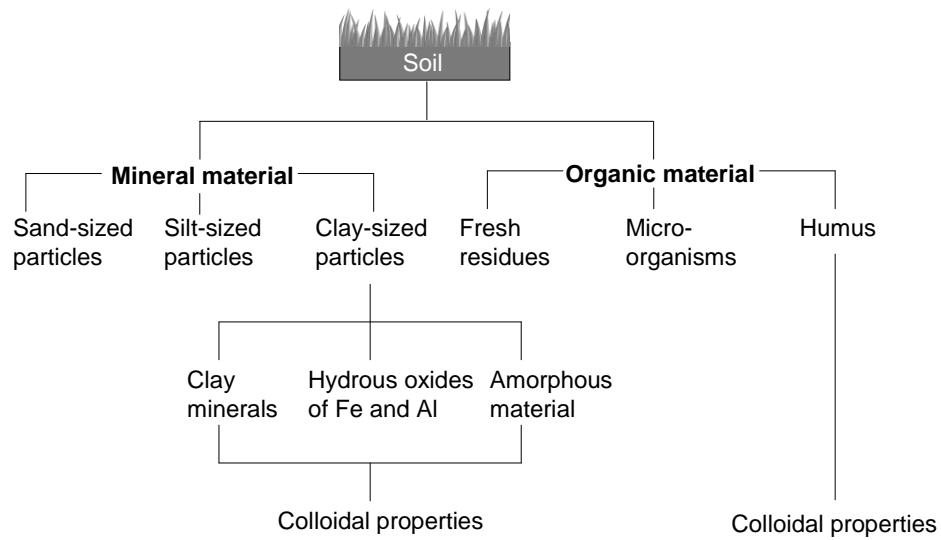 Soil
Mineral material
Organic material
Sand-sized
particles
Silt-sized
particles
Clay-sized
particles
Fresh
residues
Micro-
organisms
Humus
Clay
minerals
Hydrous oxides
of Fe and Al
Amorphous
material
Colloidal properties
Colloidal properties